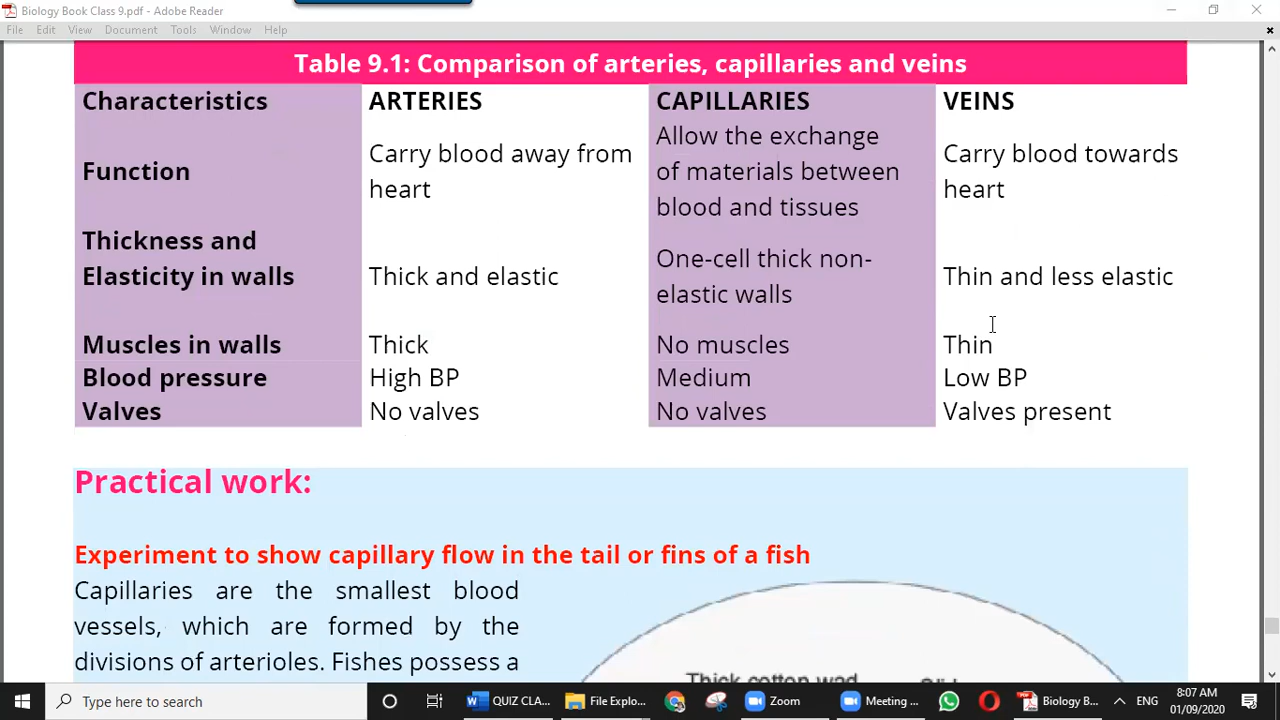 Biology Book Class 9.pdf - Adobe Reader
File Edit View Document Tools Window Help
Table 9.1: Comparison of arteries, capillaries and veins
Characteristics ARTERIES CAPILLARIES VEINS
Function Carry blood away from heart Allow the exchange of materials between blood and tissues Carry blood towards heart
Thickness and Elasticity in walls Thick and elastic One-cell thick non-elastic walls Thin and less elastic
Muscles in walls Thick No muscles Thin
Blood pressure High BP Medium Low BP
Valves No valves No valves Valves present
Practical work:
Experiment to show capillary flow in the tail or fins of a fish
Capillaries are the smallest blood
vessels, which are formed by the
divisions of arterioles. Fishes possess a
Thick cotton wad
Type here to search QUIZ CLA... File Explo... Zoom Meeting ... Biology B... ENG 8:07 AM
01/09/2020